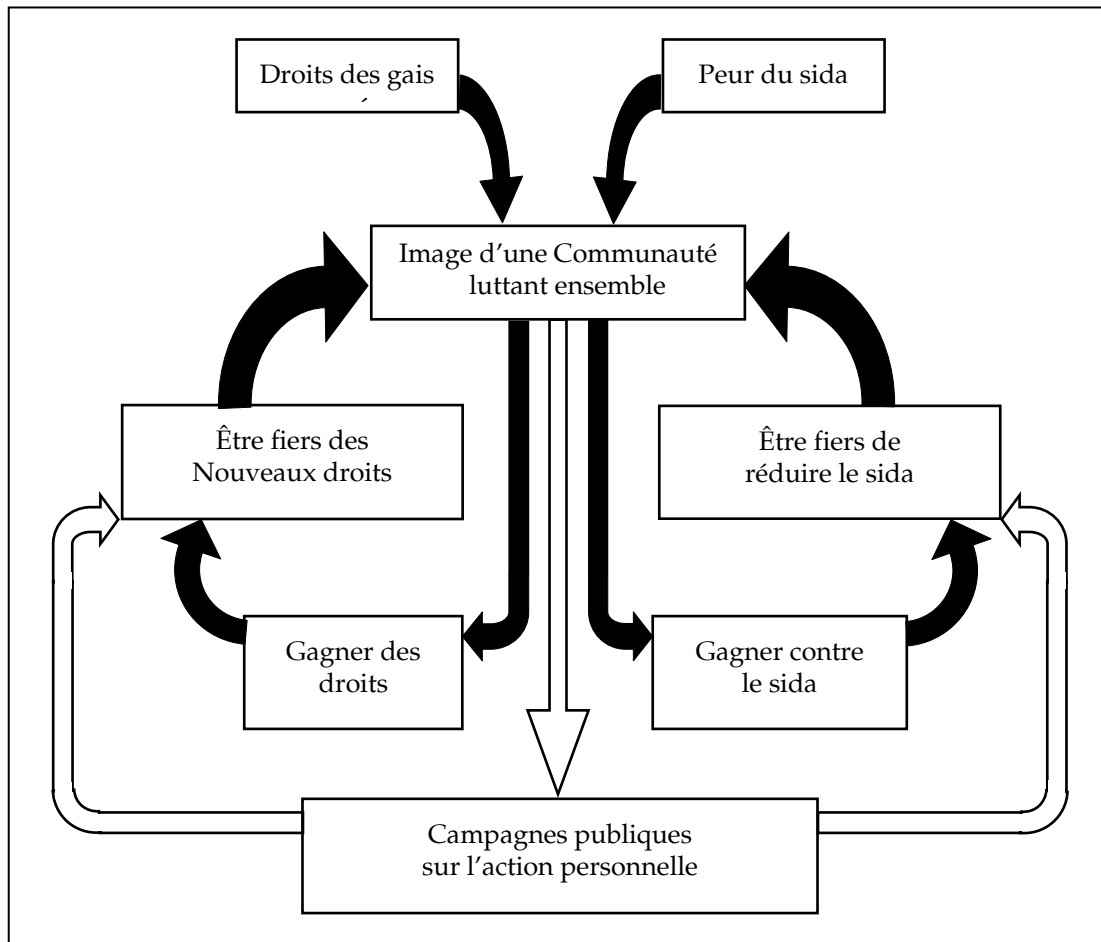 Droits des gais
Peur du sida
Image d’une Communauté
luttant ensemble
Être fiers des
Nouveaux droits
Être fiers de
réduire le sida
Gagner des
droits
Gagner contre
le sida
Campagnes publiques
sur l’action personnelle